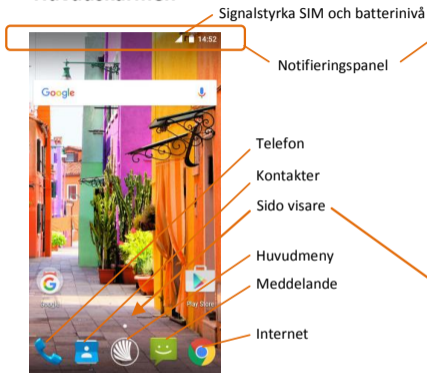 Signalstyrka SIM och batterinivå
14:52
Notifieringspanel
Google
Telefon
Kontakter
Sido visare
Huvudmeny
Meddelande
Play Store
Internet